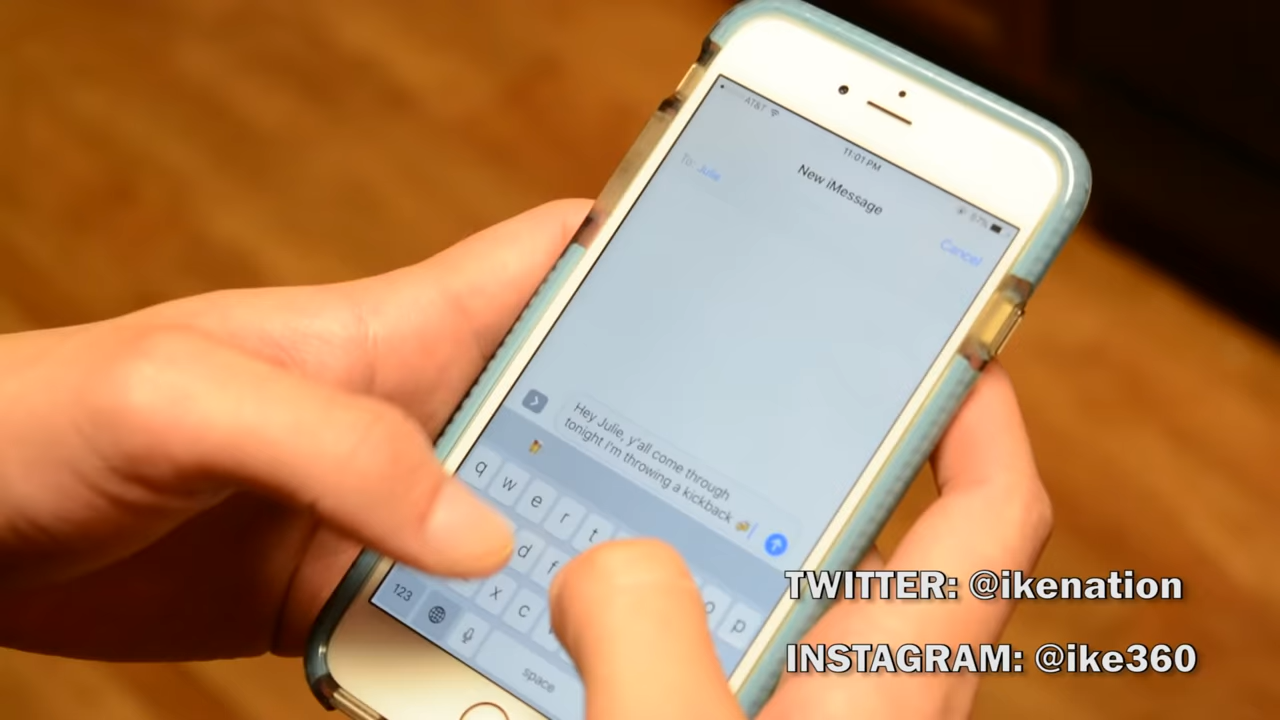 AT&T
11:01 PM
57%
New iMessage
To: Julie
Cancel
Hey Julie, y'all come through
tonight I'm throwing a kickback
q w e r t o p
d f
x c
123
space
TWITTER: @ikenation
INSTAGRAM: @ike360